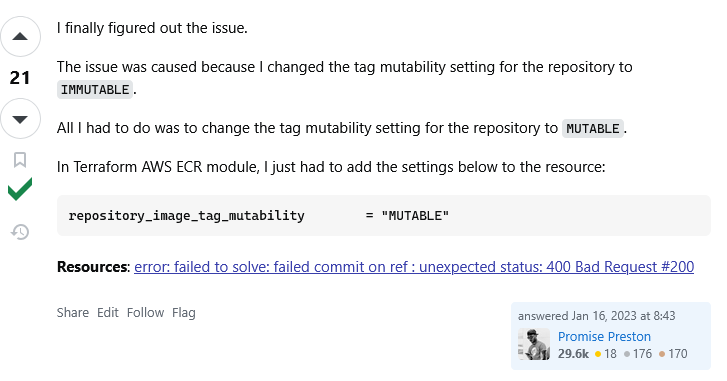 I finally figured out the issue.
21
The issue was caused because I changed the tag mutability setting for the repository to
IMMUTABLE.
All I had to do was to change the tag mutability setting for the repository to MUTABLE.
In Terraform AWS ECR module, I just had to add the settings below to the resource:
repository_image_tag_mutability        = "MUTABLE"
Resources: error: failed to solve: failed commit on ref : unexpected status: 400 Bad Request #200
Share Edit Follow Flag
answered Jan 16, 2023 at 8:43
Promise Preston
29.6k ●18 ●176 ●170